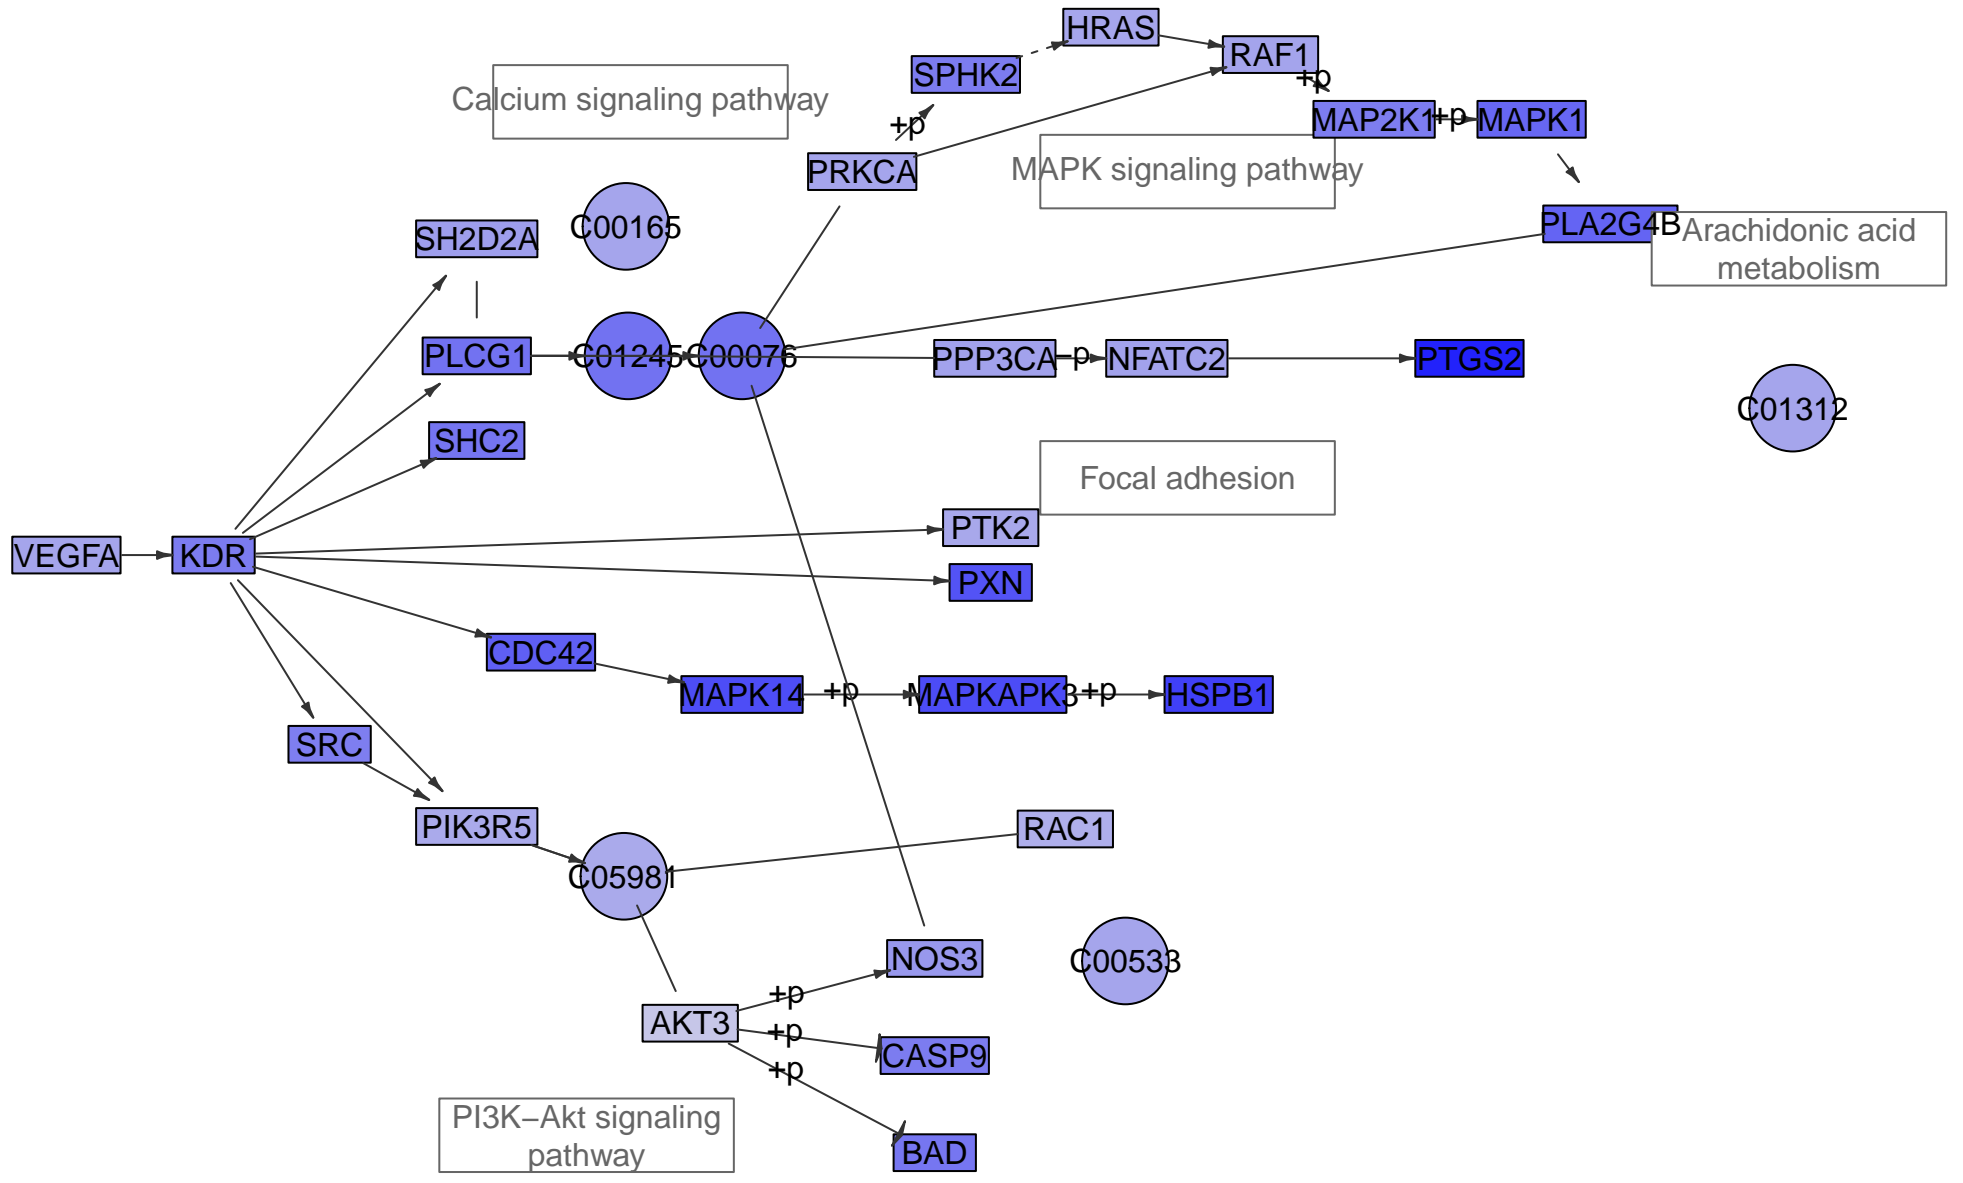 HRAS
RAF1
+p
SPHK2
Calcium signaling pathway
+p
MAP2K1
+p
MAPK1
PRKCA
MAPK signaling pathway
C00165
SH2D2A
PLA2G4B
Arachidonic acid
metabolism
PLCG1
C01245
C00076
PPP3CA
−p
NFATC2
PTGS2
C01312
SHC2
Focal adhesion
PTK2
VEGFA
KDR
PXN
CDC42
MAPK14
+p
MAPKAPK3
+p
HSPB1
SRC
PIK3R5
RAC1
C05981
NOS3
C00533
+p
AKT3
+p
CASP9
+p
PI3K−Akt signaling
pathway
BAD